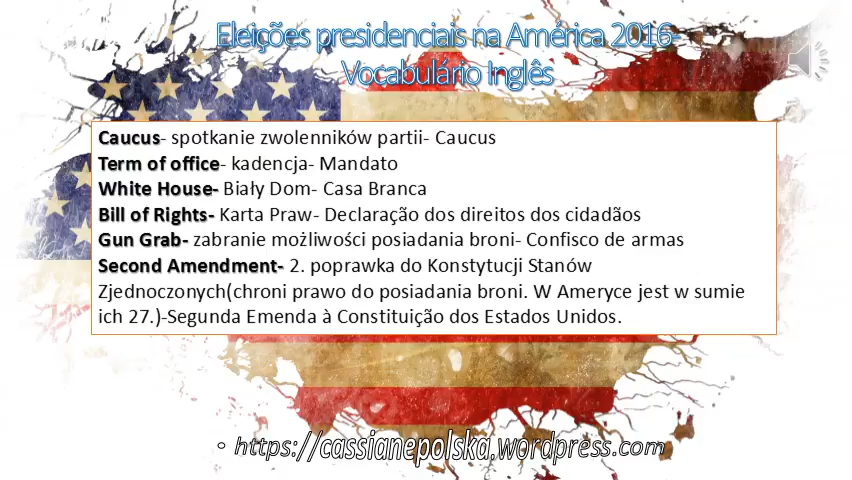 Eleições presidenciais na América 2016-
Vocabulário Inglês
Caucus- spotkanie zwolenników partii- Caucus
Term of office- kadencja- Mandato
White House- Biały Dom- Casa Branca
Bill of Rights- Karta Praw- Declaração dos direitos dos cidadãos
Gun Grab- zabranie możliwości posiadania broni- Confisco de armas
Second Amendment- 2. poprawka do Konstytucji Stanów
Zjednoczonych(chroni prawo do posiadania broni. W Ameryce jest w sumie
ich 27.)-Segunda Emenda à Constituição dos Estados Unidos.
• https://cassianepolska.wordpress.com